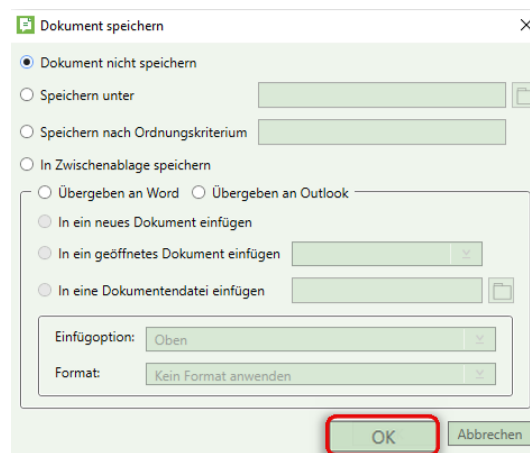 Dokument speichern
Dokument nicht speichern
Speichern unter
Speichern nach Ordnungskriterium
In Zwischenablage speichern
Übergeben an Word Übergeben an Outlook
In ein neues Dokument einfügen
In ein geöffnetes Dokument einfügen
In eine Dokumentendatei einfügen
Einfügoption: Oben
Format: Kein Format anwenden
OK Abbrechen